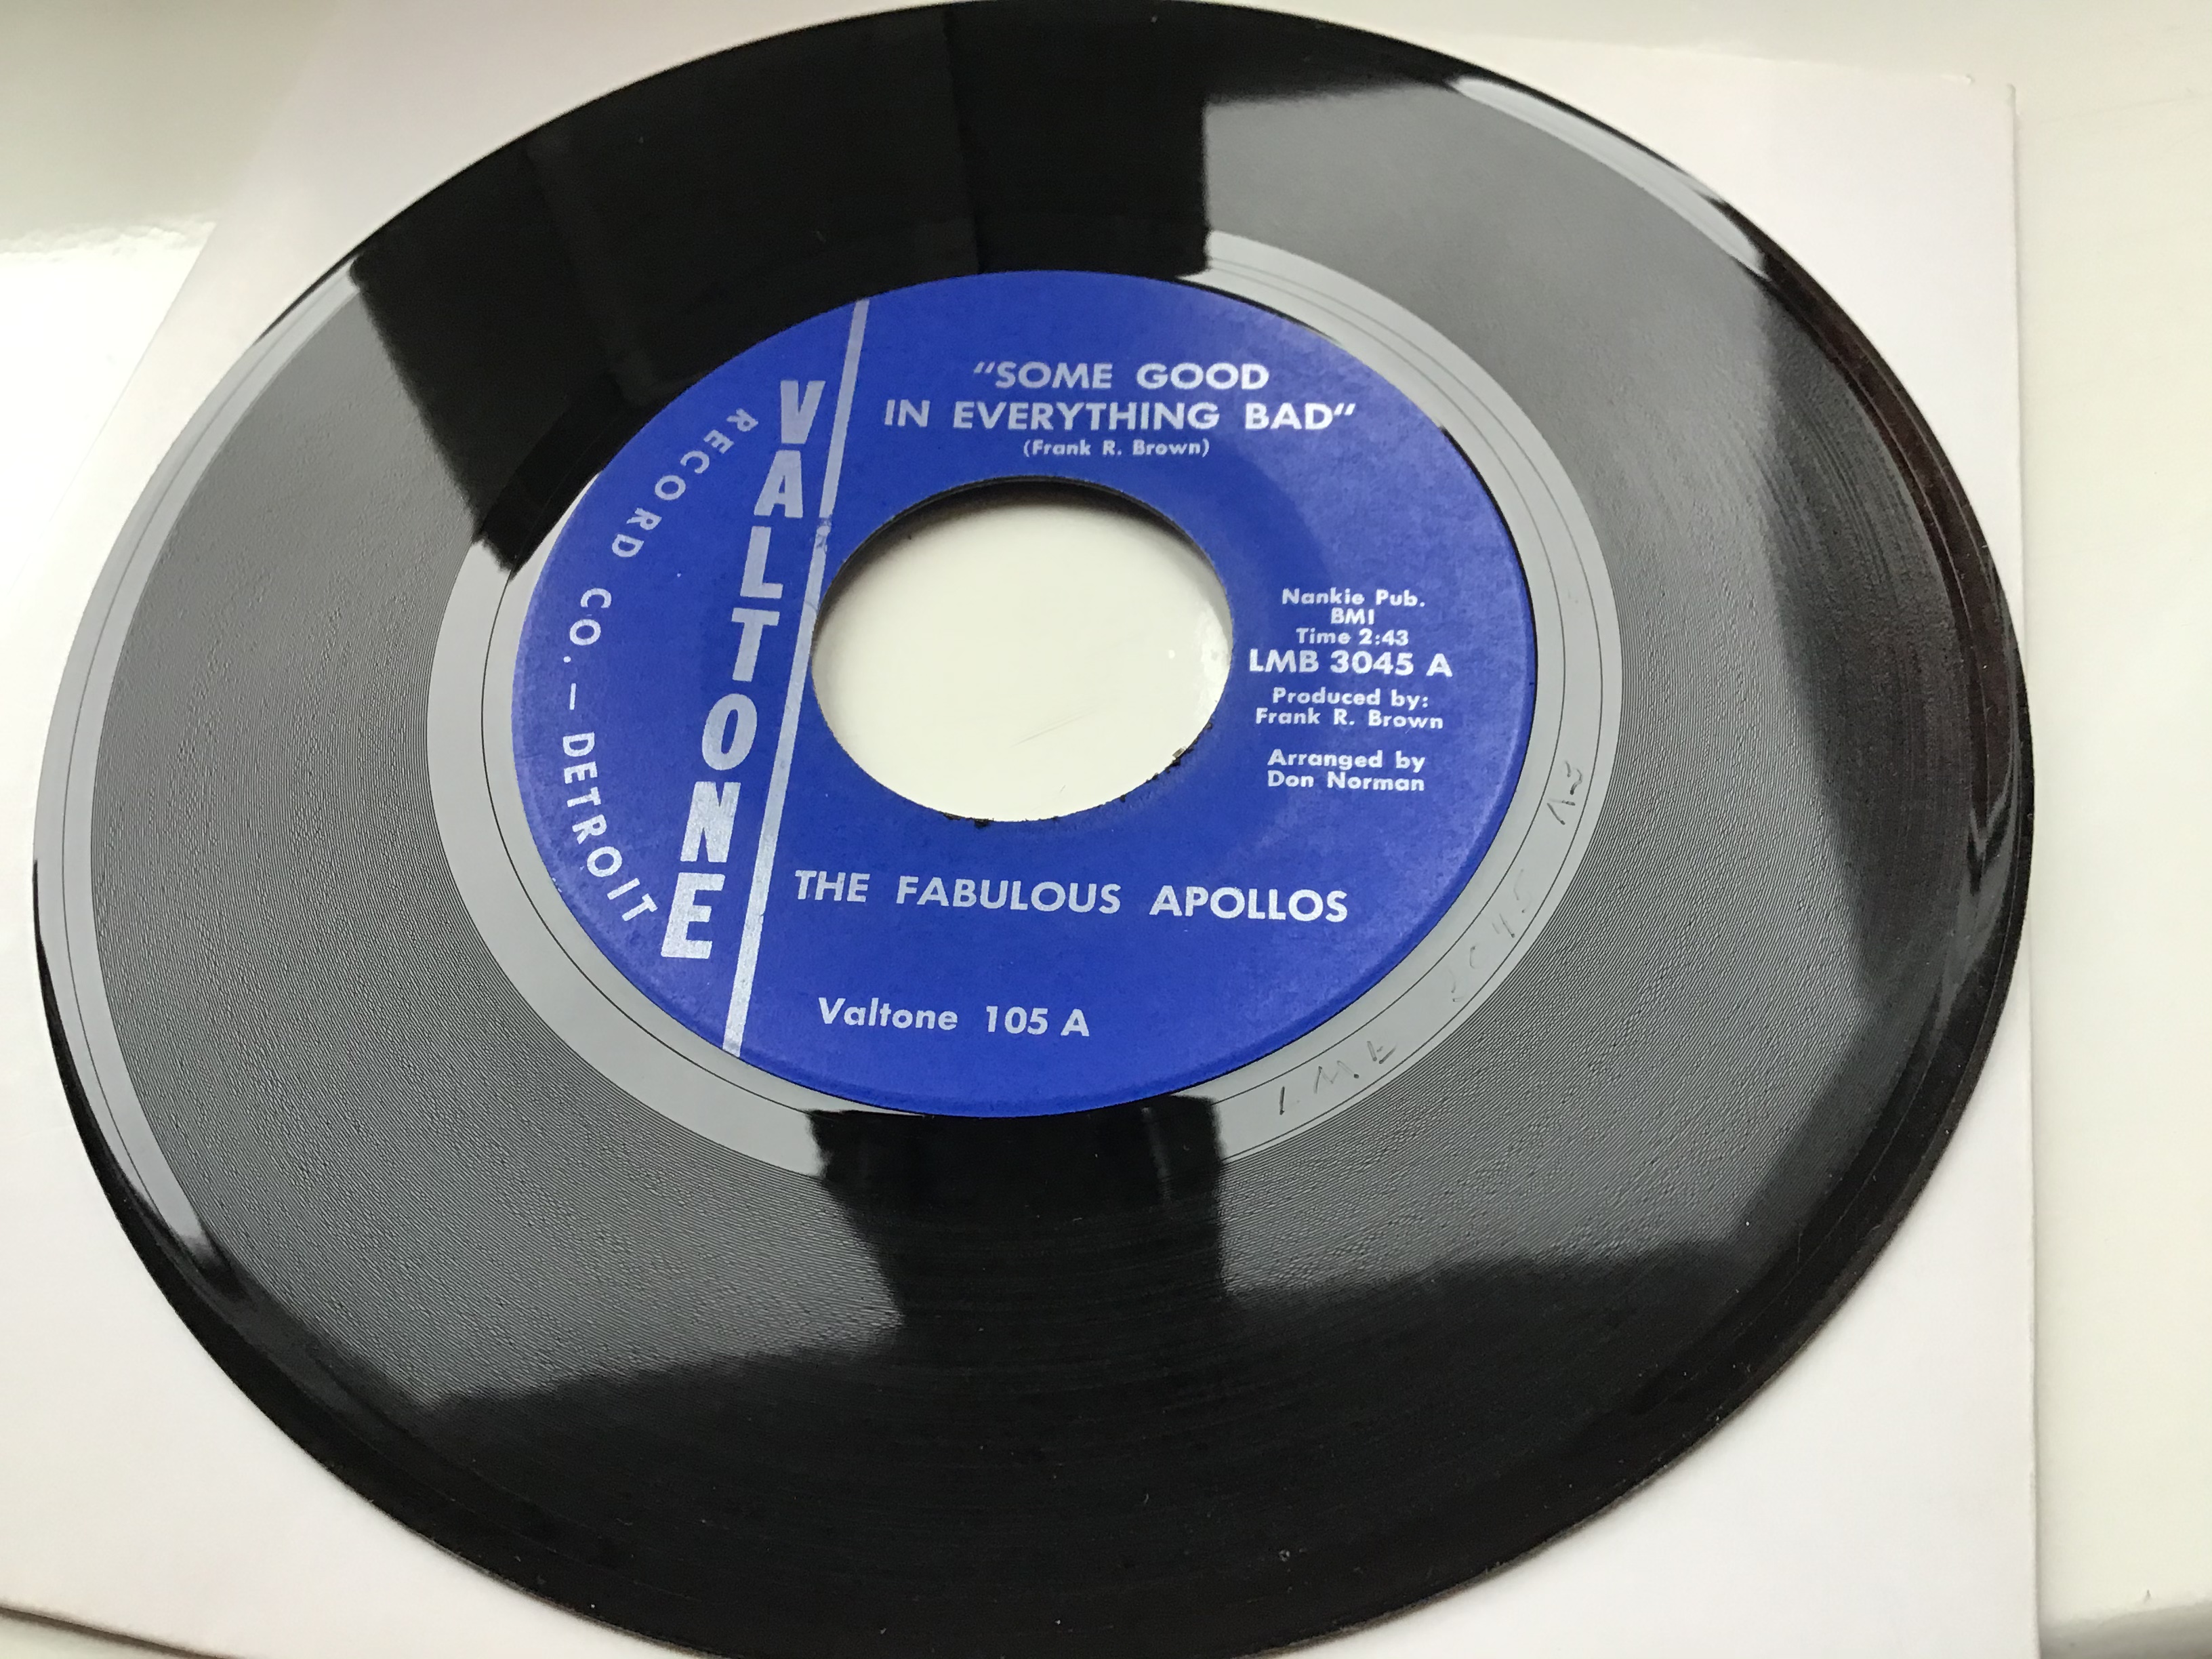 "SOME GOOD
IN EVERYTHING BAD"
(Frank R. Brown)
VALTONE
RECORD CO. — DETROIT
Nankie Pub.
BMI
Time 2:43
LMB 3045 A
Produced by:
Frank R. Brown
Arranged by
Don Norman
THE FABULOUS APOLLOS
Valtone 105 A